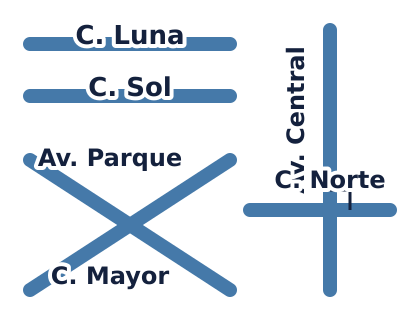 C. Luna
C. Sol
Av. Central
Av. Parque
C. Norte
C. Mayor